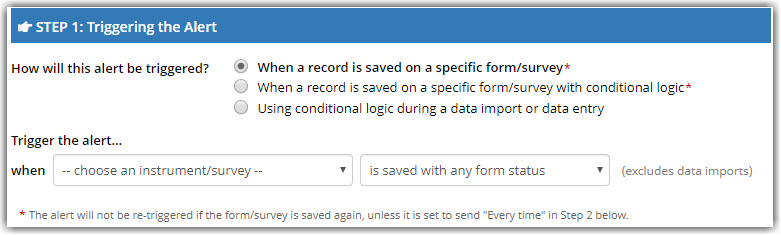 STEP 1: Triggering the Alert
How will this alert be triggered?
When a record is saved on a specific form/survey*
When a record is saved on a specific form/survey with conditional logic*
Using conditional logic during a data import or data entry
Trigger the alert...
when -- choose an instrument/survey -- is saved with any form status (excludes data imports)
* The alert will not be re-triggered if the form/survey is saved again, unless it is set to send "Every time" in Step 2 below.